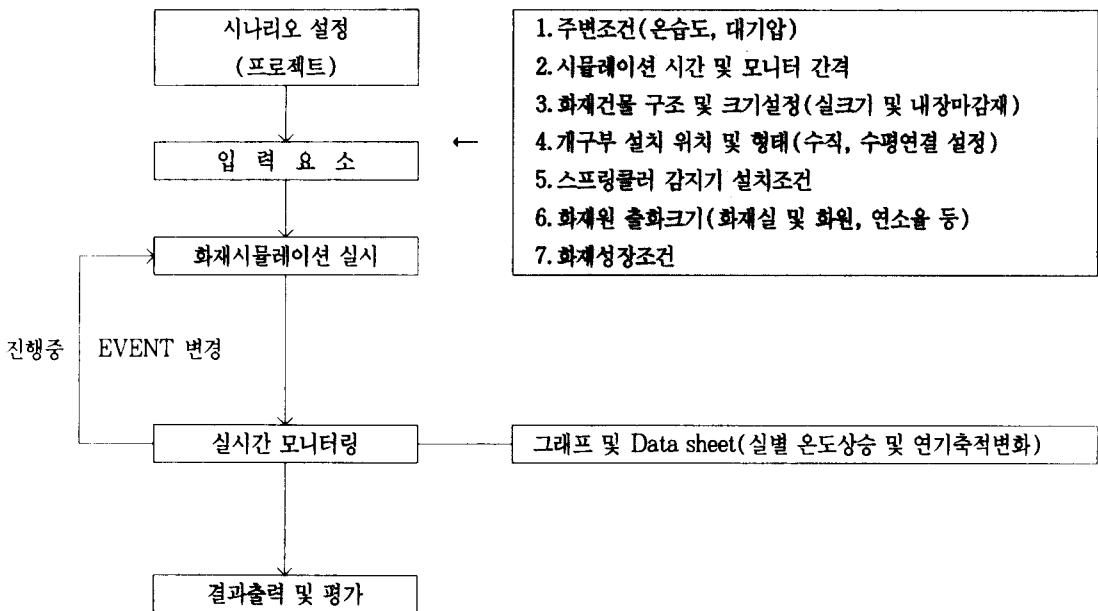 시나리오 설정
(프로젝트)
입 력 요 소
←
1.주변조건(온습도, 대기압)
2.시뮬레이션 시간 및 모니터 간격
3.화재건물 구조 및 크기설정(실크기 및 내장마감재)
4.개구부 설치 위치 및 형태(수직, 수평연결 설정)
5.스프링쿨러 감지기 설치조건
6.화재원 출화크기(화재실 및 화원, 연소율 등)
7.화재성장조건
화재시뮬레이션 실시
진행중
EVENT 변경
실시간 모니터링
그래프 및 Data sheet(실별 온도상승 및 연기축적변화)
결과출력 및 평가